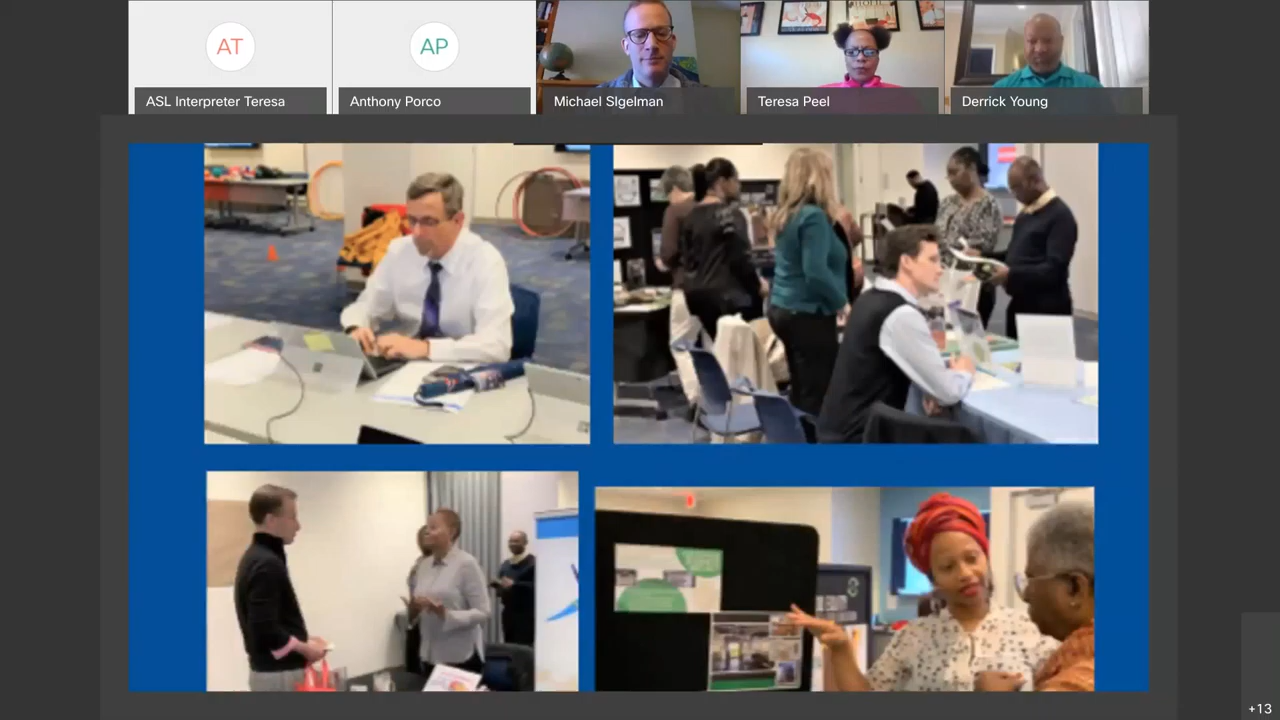 AT
AP
ASL Interpreter Teresa
Anthony Porco
Michael SIgelman
Teresa Peel
Derrick Young
+13